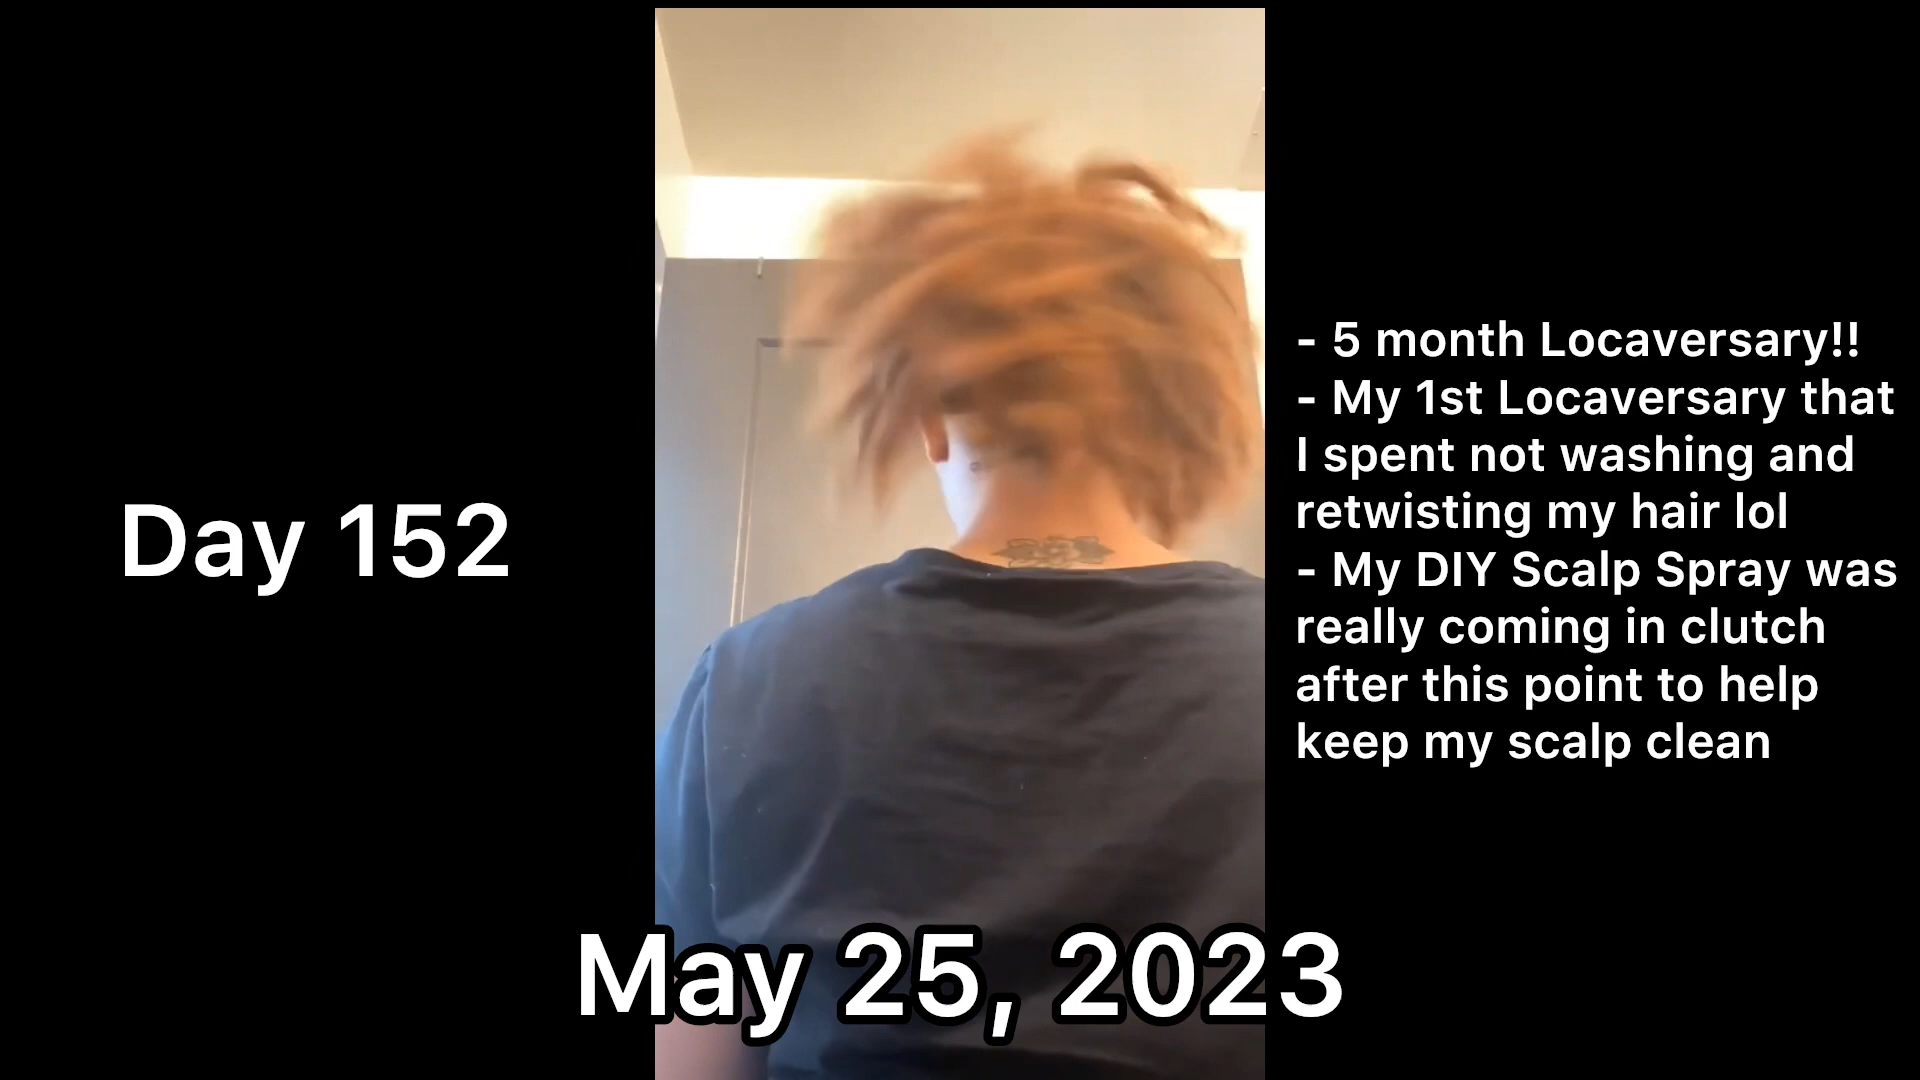 Day 152
- 5 month Locaversary!!
- My 1st Locaversary that
I spent not washing and
retwisting my hair lol
- My DIY Scalp Spray was
really coming in clutch
after this point to help
keep my scalp clean
May 25, 2023